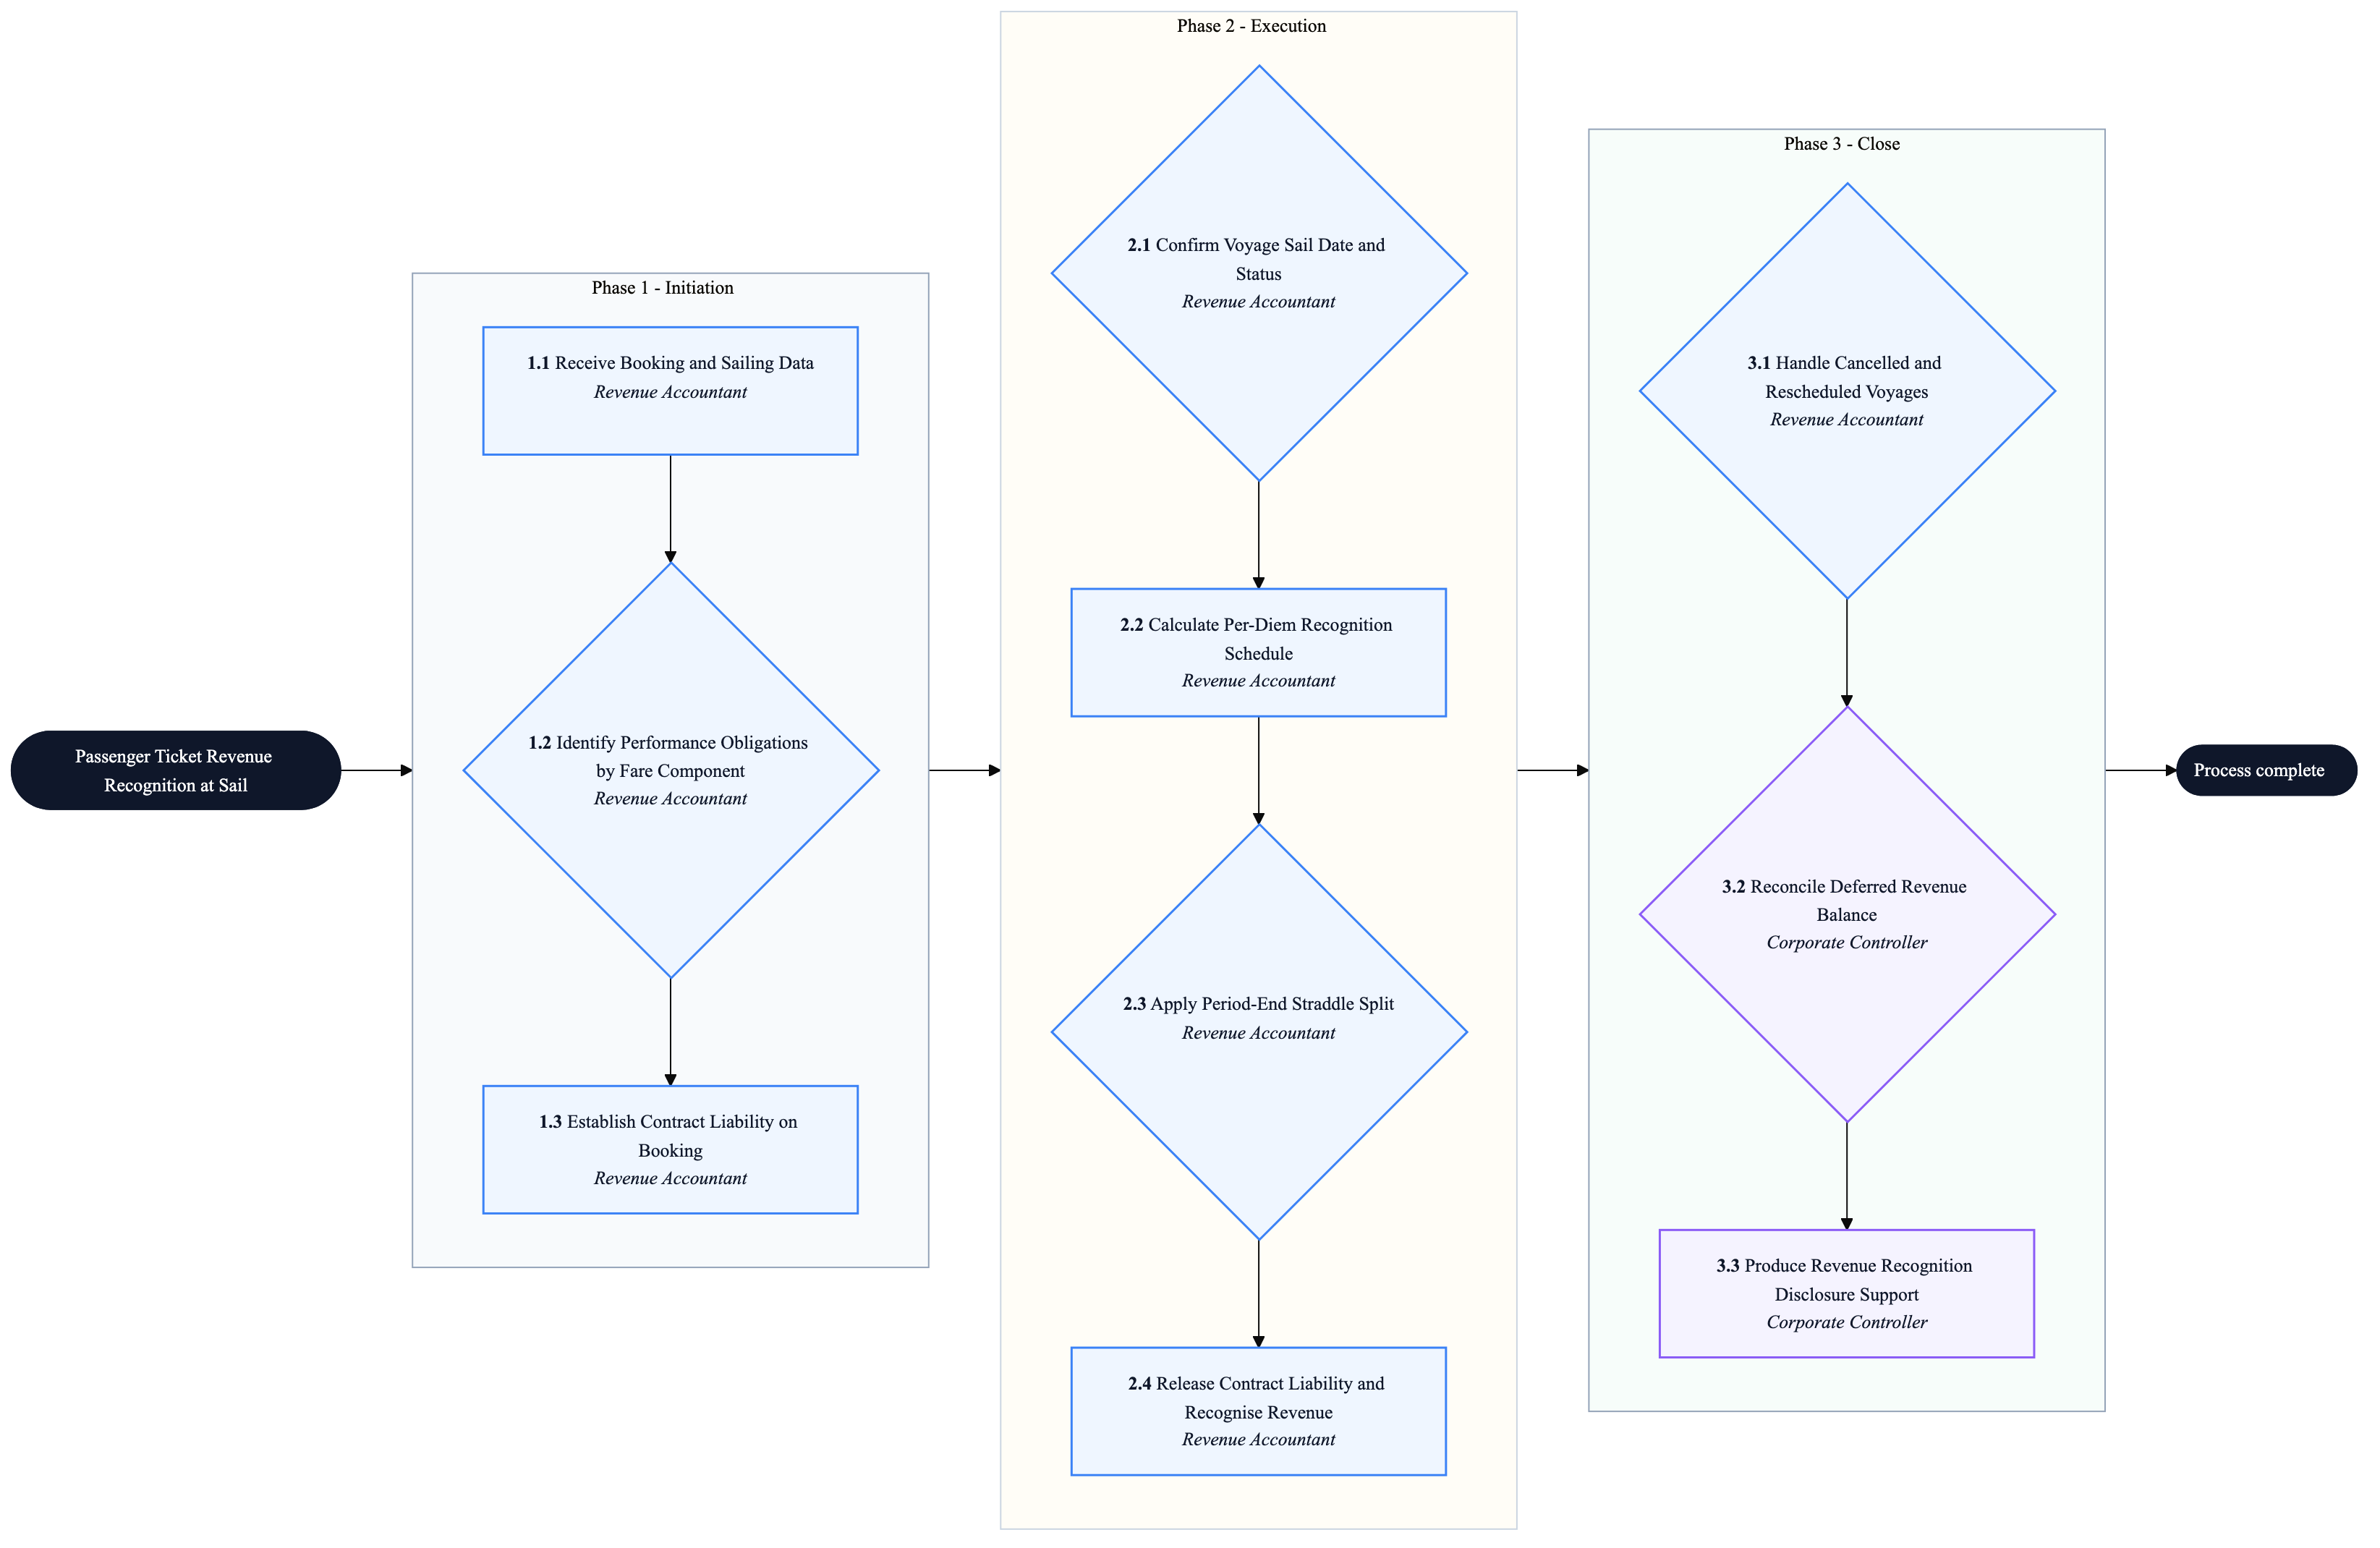 Passenger Ticket Revenue
Recognition at Sail
Phase 1 - Initiation
1.1 Receive Booking and Sailing Data
Revenue Accountant
1.2 Identify Performance Obligations
by Fare Component
Revenue Accountant
1.3 Establish Contract Liability on
Booking
Revenue Accountant
Phase 2 - Execution
2.1 Confirm Voyage Sail Date and
Status
Revenue Accountant
2.2 Calculate Per-Diem Recognition
Schedule
Revenue Accountant
2.3 Apply Period-End Straddle Split
Revenue Accountant
2.4 Release Contract Liability and
Recognise Revenue
Revenue Accountant
Phase 3 - Close
3.1 Handle Cancelled and
Rescheduled Voyages
Revenue Accountant
3.2 Reconcile Deferred Revenue
Balance
Corporate Controller
3.3 Produce Revenue Recognition
Disclosure Support
Corporate Controller
Process complete